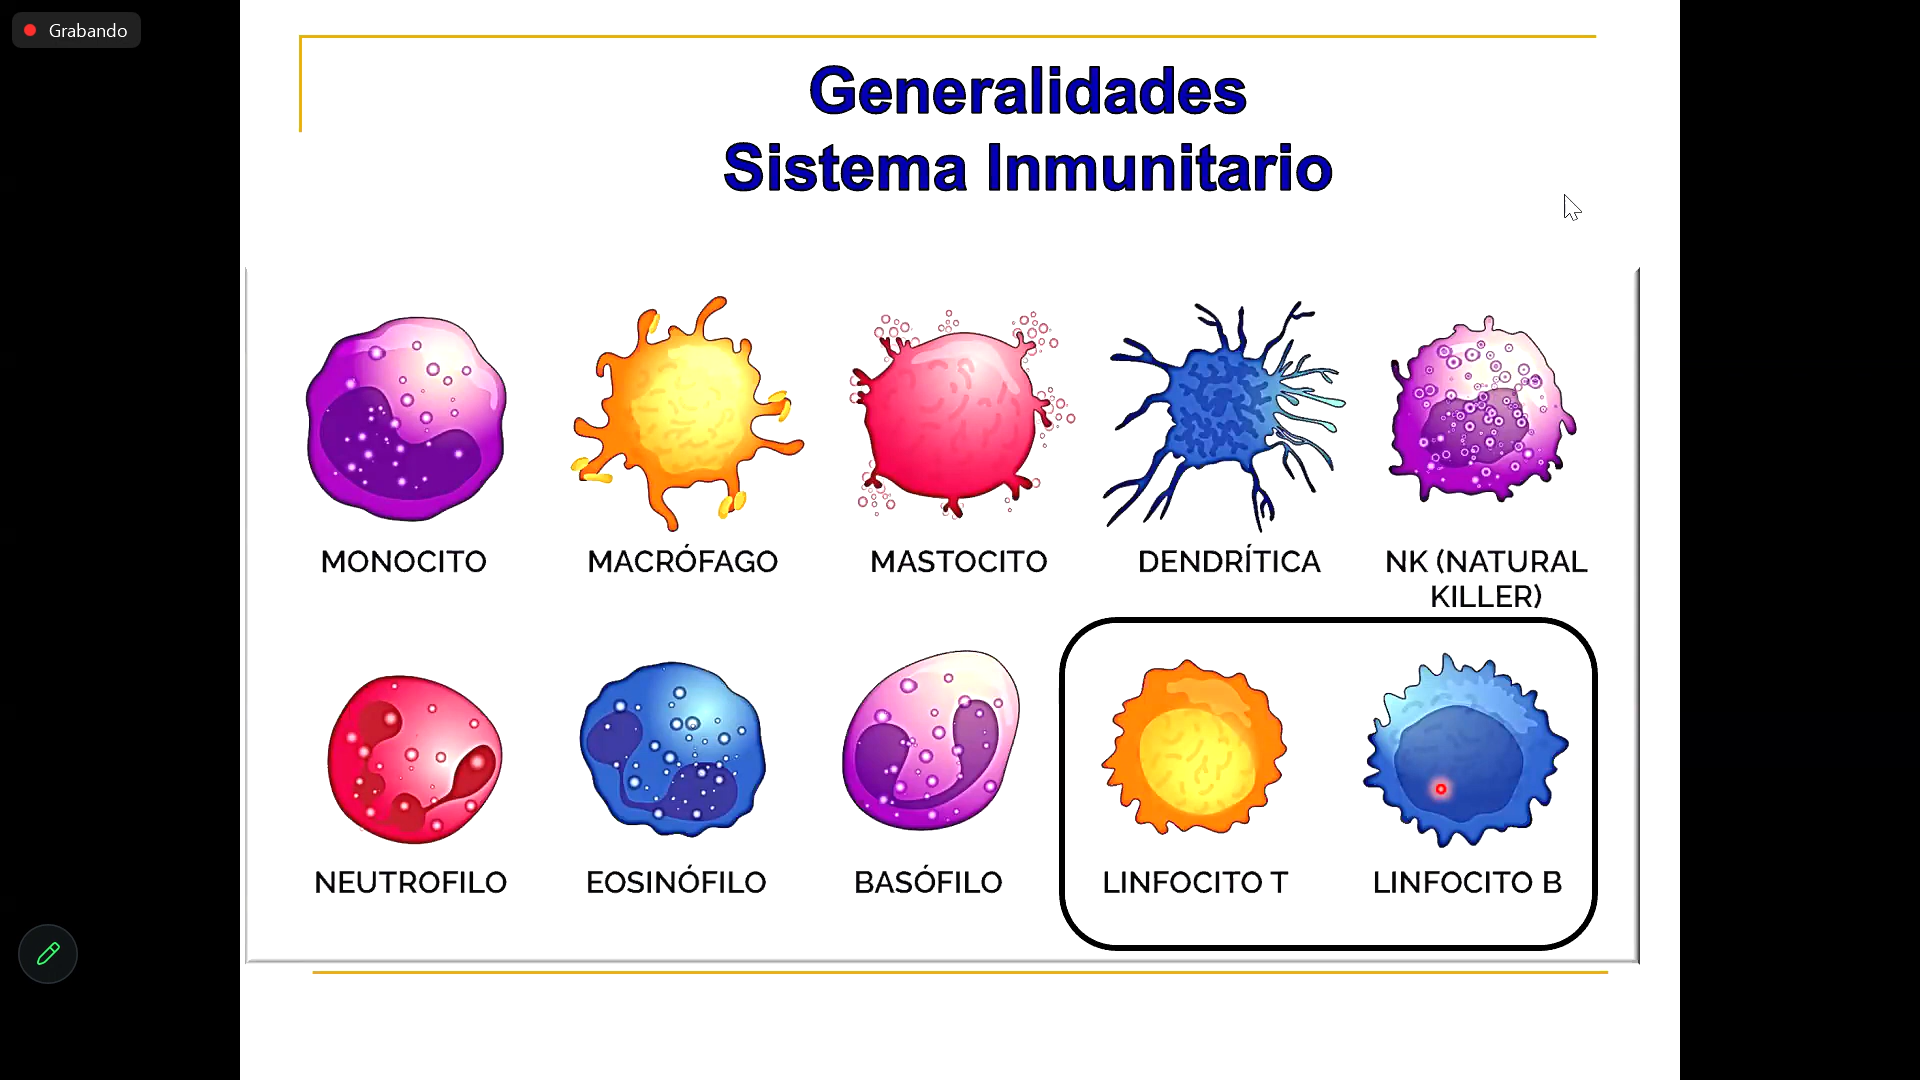 Grabando
Generalidades
Sistema Inmunitario
MONOCITO
MACRÓFAGO
MASTOCITO
DENDRÍTICA
NK (NATURAL
KILLER)
NEUTROFILO
EOSINÓFILO
BASÓFILO
LINFOCITO T
LINFOCITO B